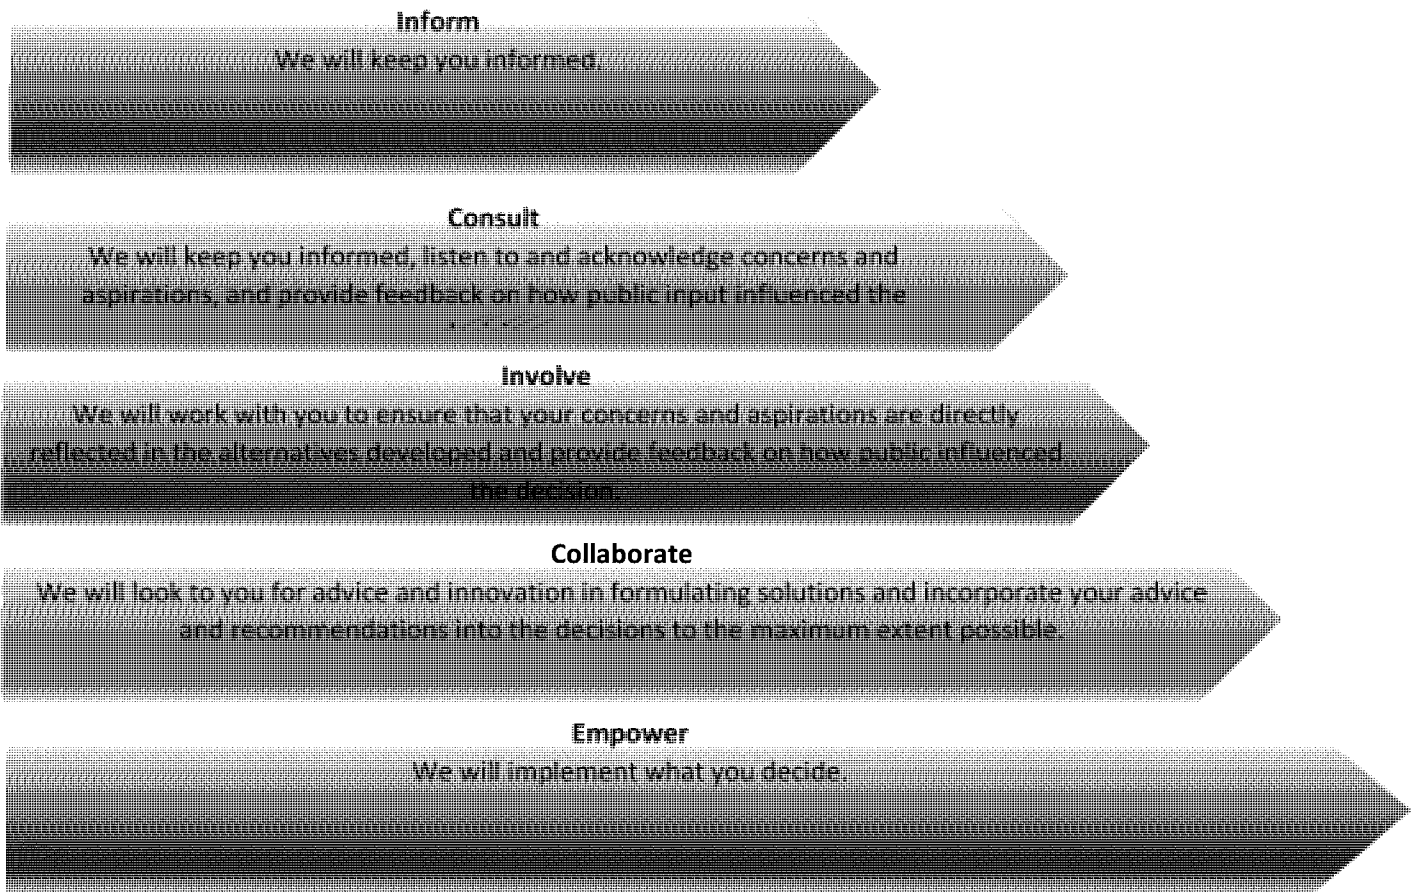 Inform
We will keep you informed.
Consult
We will keep you informed, listen to and acknowledge concerns and
aspirations, and provide feedback on how public input influenced the
Involve
We will work with you to ensure that your concerns and aspirations are directly
reflected in the alternatives developed and provide feedback on how public influenced
the decision.
Collaborate
We will look to you for advice and innovation in formulating solutions and incorporate your advice
and recommendations into the decisions to the maximum extent possible.
Empower
We will implement what you decide.